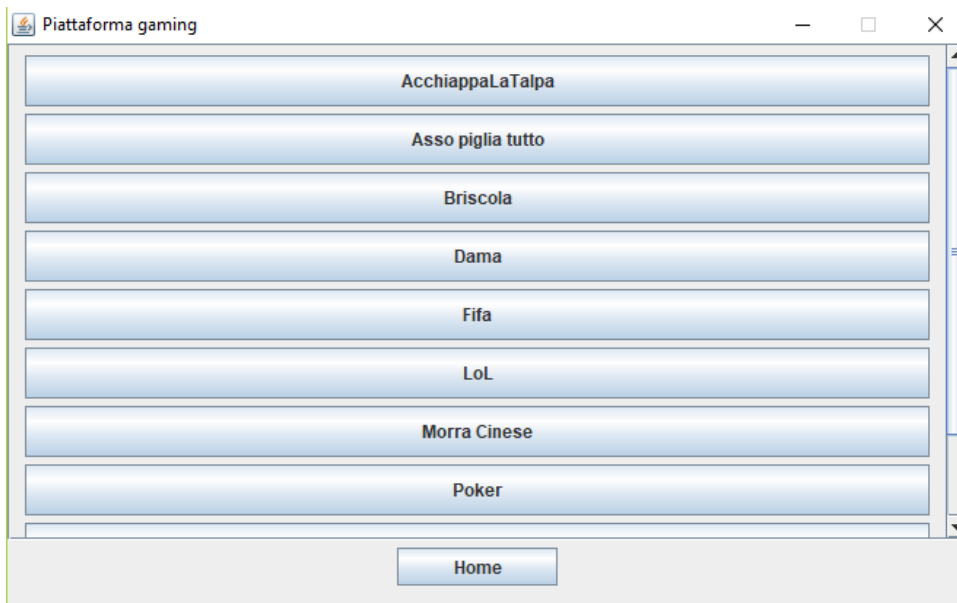 Piattaforma gaming
AcchiappaLaTalpa
Asso piglia tutto
Briscola
Dama
Fifa
LoL
Morra Cinese
Poker
Home